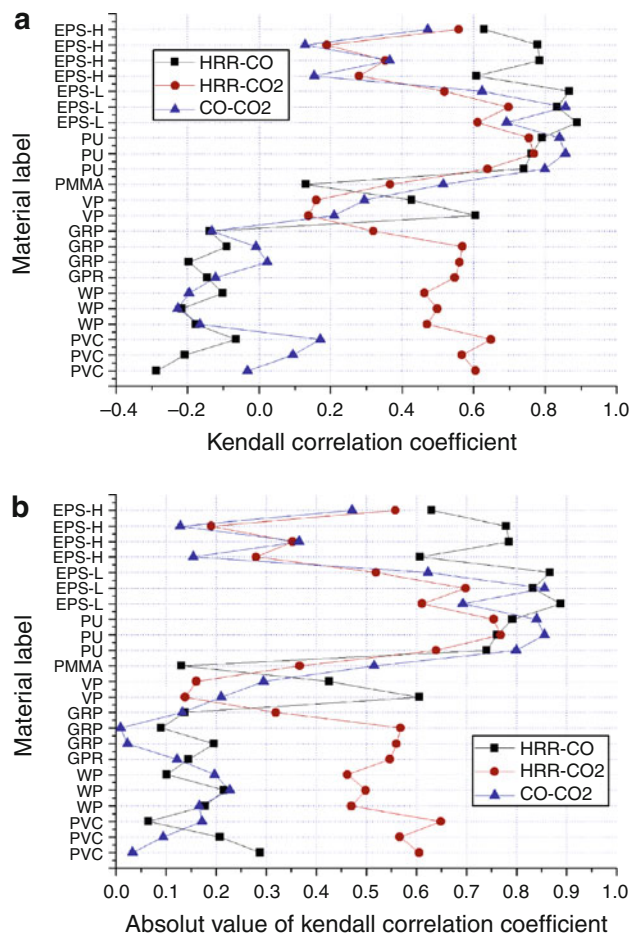 a
EPS-H
EPS-H
EPS-H
EPS-H
EPS-L
EPS-L
EPS-L
PU
PU
PU
PMMA
VP
VP
GRP
GRP
GRP
GPR
WP
WP
WP
PVC
PVC
PVC
Material label
HRR-CO
HRR-CO2
CO-CO2
−0.4 −0.2 0.0 0.2 0.4 0.6 0.8 1.0
Kendall correlation coefficient
b
EPS-H
EPS-H
EPS-H
EPS-H
EPS-L
EPS-L
EPS-L
PU
PU
PU
PMMA
VP
VP
GRP
GRP
GRP
GPR
WP
WP
WP
PVC
PVC
PVC
Material label
HRR-CO
HRR-CO2
CO-CO2
0.0 0.1 0.2 0.3 0.4 0.5 0.6 0.7 0.8 0.9 1.0
Absolut value of kendall correlation coefficient